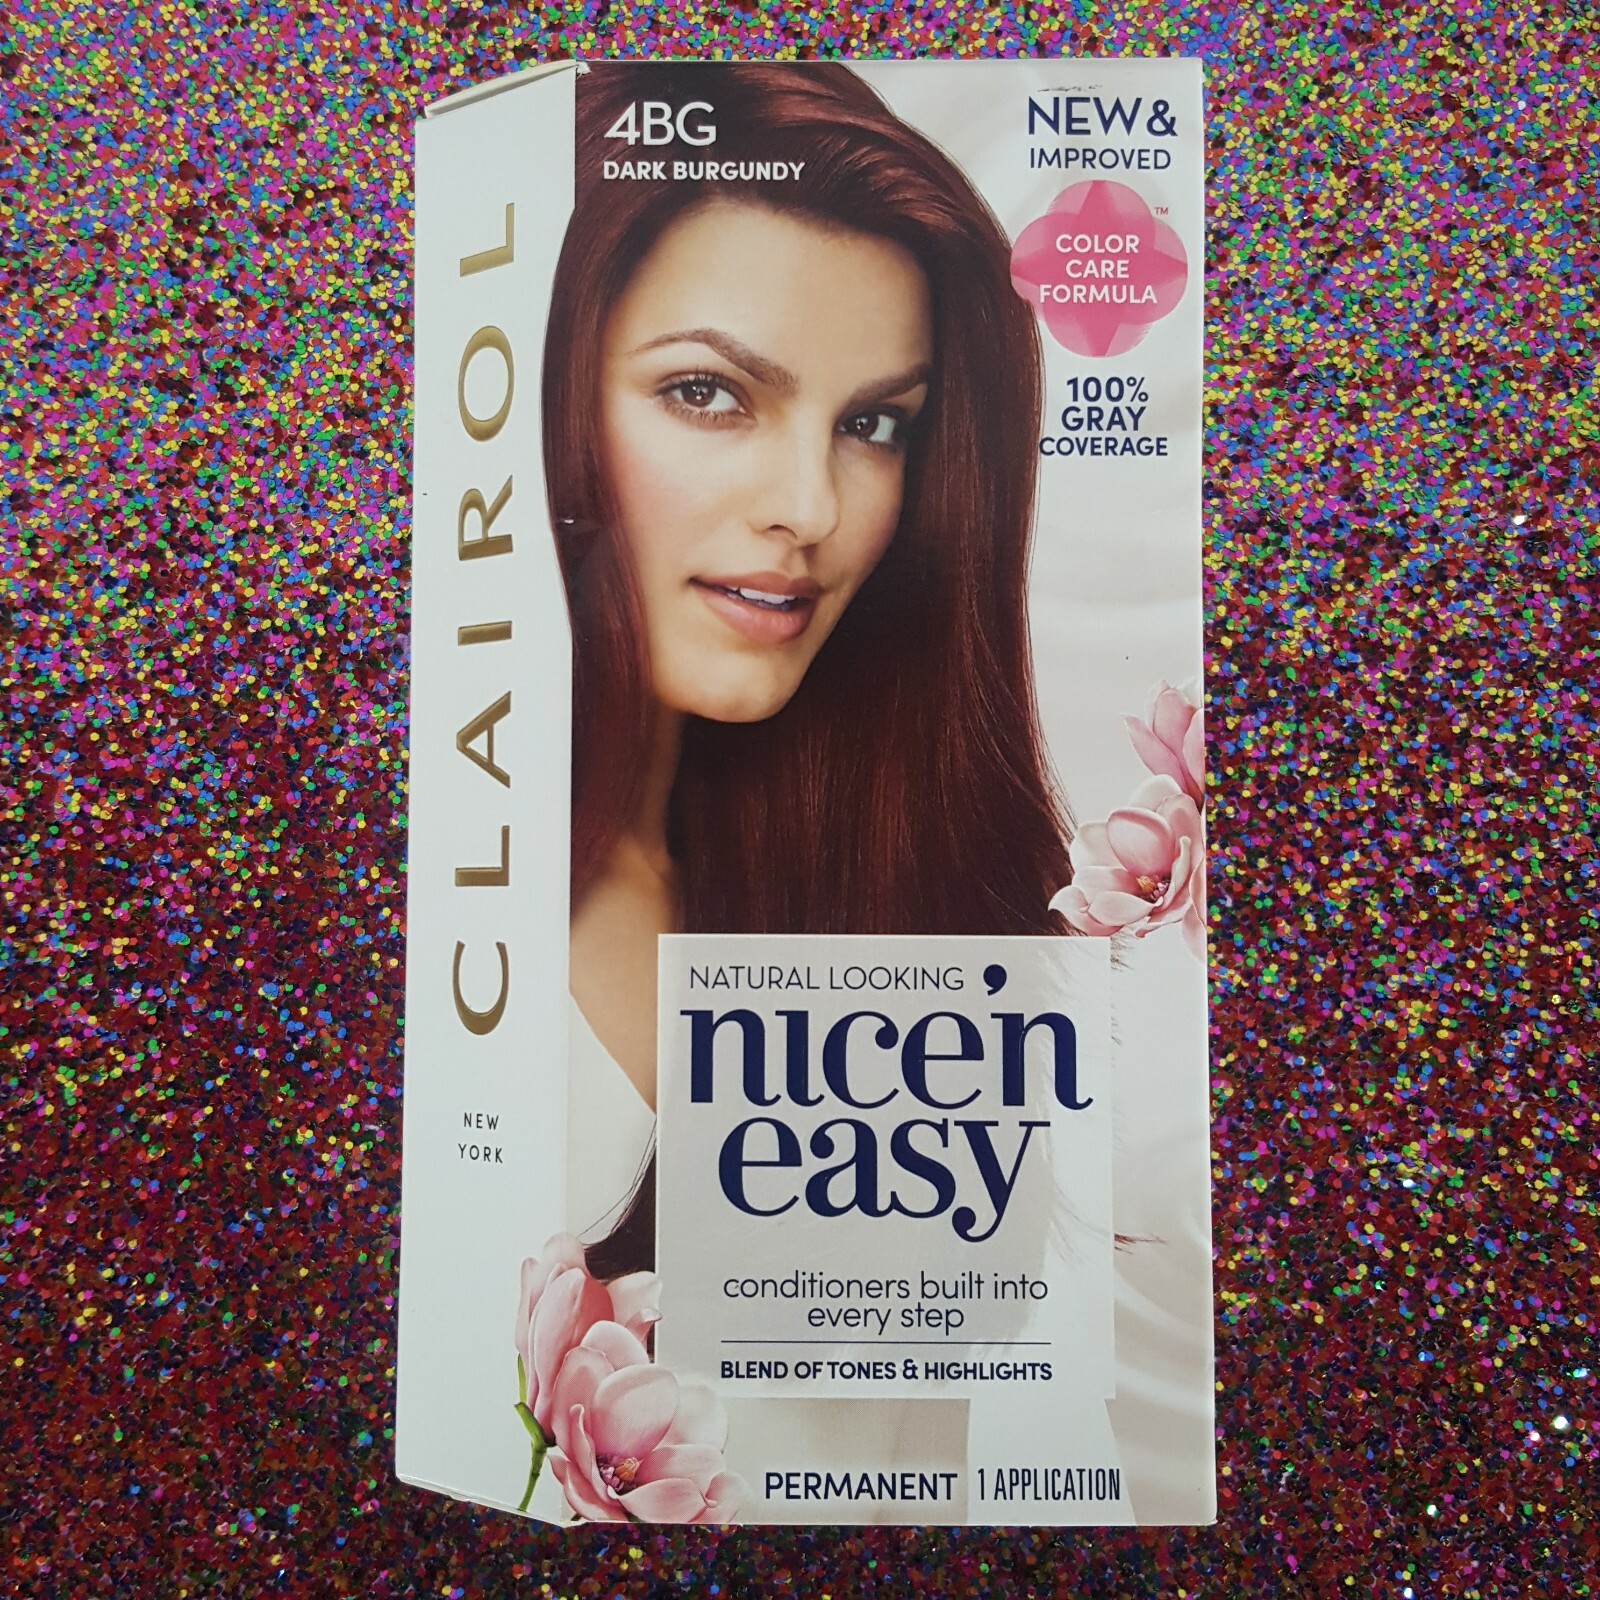 CLAIROL
NEW
YORK
4BG
DARK BURGUNDY
NEW &
IMPROVED
COLOR
CARE
FORMULA
™
100%
GRAY
COVERAGE
NATURAL LOOKING
nice'n
easy
conditioners built into
every step
BLEND OF TONES & HIGHLIGHTS
PERMANENT 1 APPLICATION